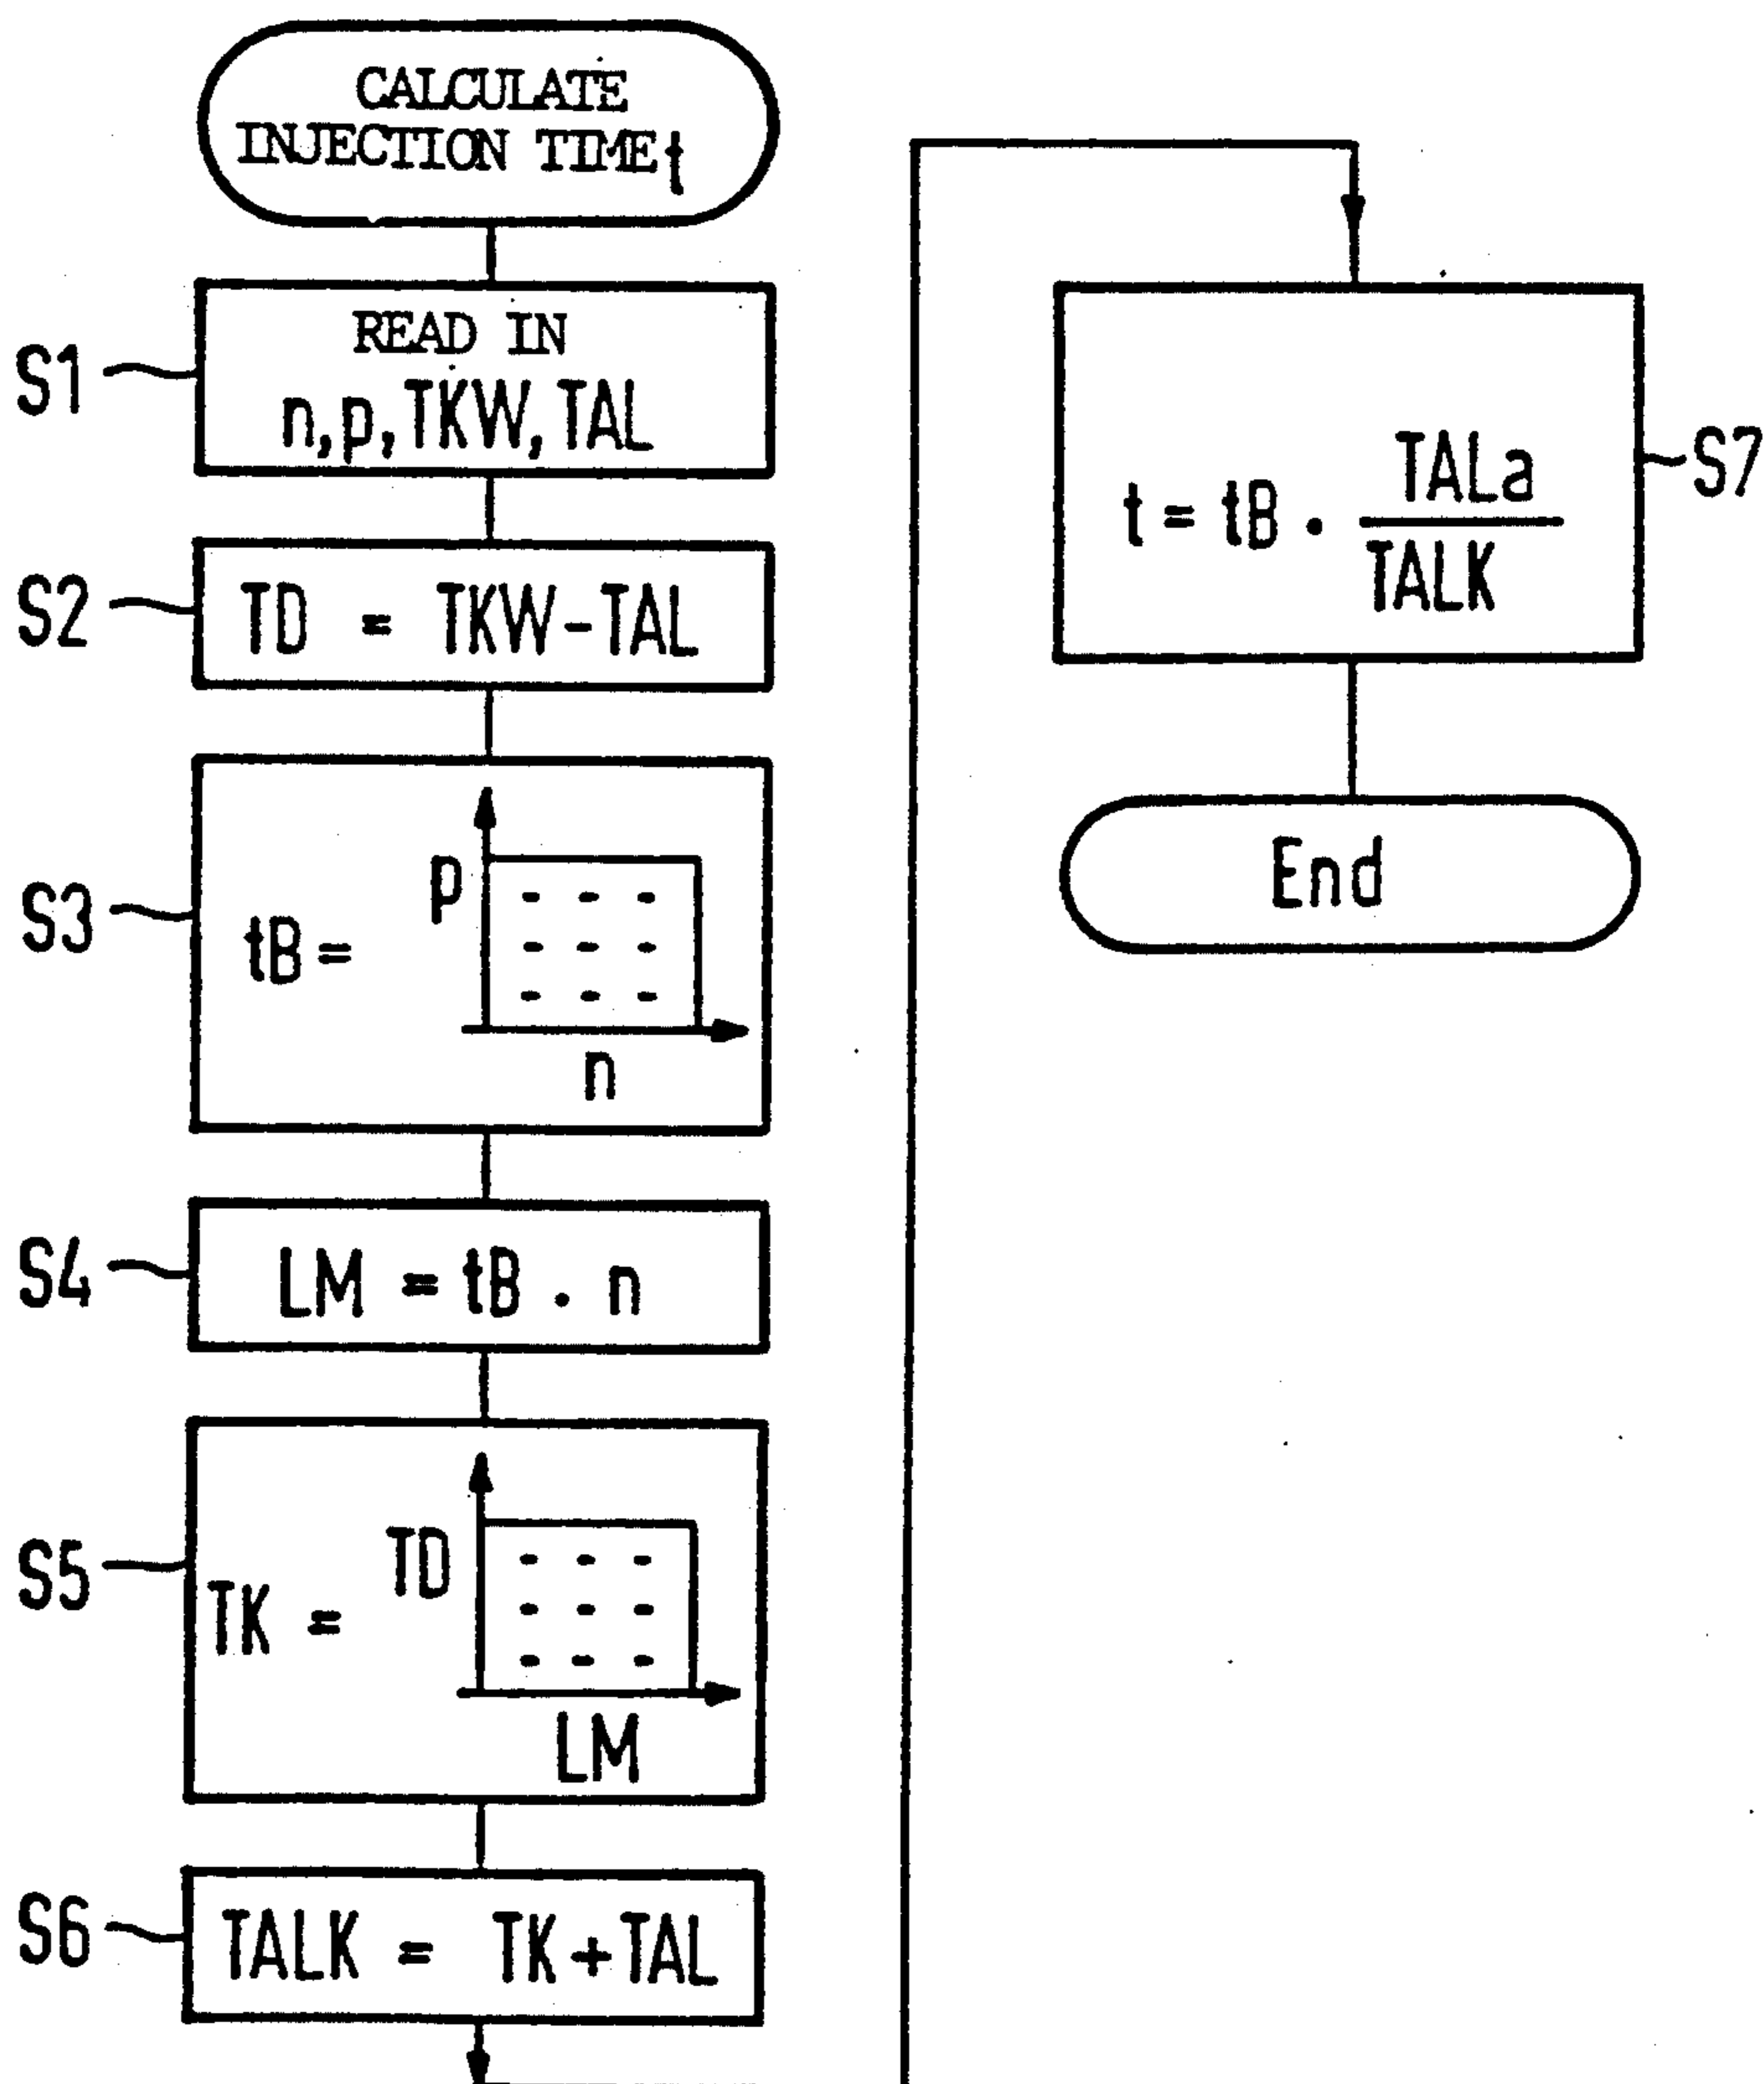 CALCULATE
INJECTION TIME t
S1
READ IN
n,p,TKW,TAL
S2
TD = TKW-TAL
S3
tB =
p
n
S4
LM = tB . n
S5
TK =
TD
LM
S6
TALK = TK+TAL
S7
t = tB . TALa
TALK
End